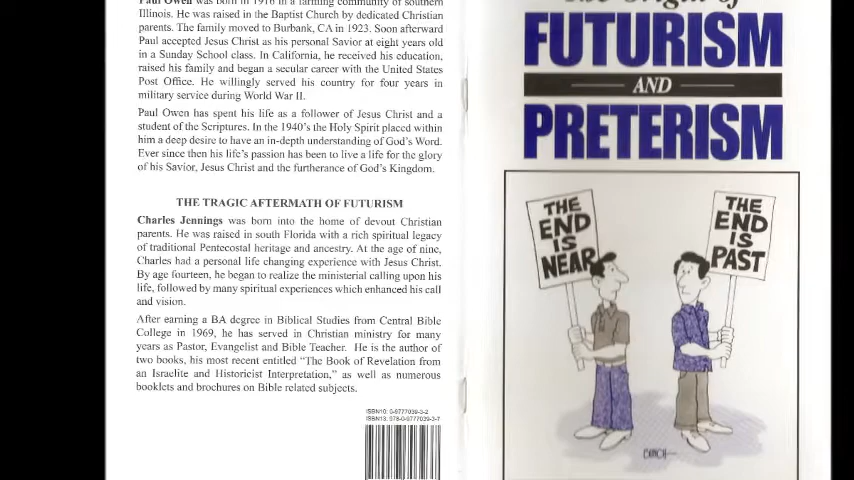 Paul Owen was born in 1916 in a farming community of southern
Illinois. He was raised in the Baptist Church by dedicated Christian
parents. The family moved to Burbank, CA in 1923. Soon afterward
Paul accepted Jesus Christ as his personal Savior at eight years old
in a Sunday School class. In California, he received his education,
raised his family and began a secular career with the United States
Post Office. He willingly served his country for four years in
military service during World War II.
Paul Owen has spent his life as a follower of Jesus Christ and a
student of the Scriptures. In the 1940's the Holy Spirit placed within
him a deep desire to have an in-depth understanding of God's Word.
Ever since then his life's passion has been to live a life for the glory
of his Savior, Jesus Christ and the furtherance of God's Kingdom.
THE TRAGIC AFTERMATH OF FUTURISM
Charles Jennings was born into the home of devout Christian
parents. He was raised in south Florida with a rich spiritual legacy
of traditional Pentecostal heritage and ancestry. At the age of nine,
Charles had a personal life changing experience with Jesus Christ.
By age fourteen, he began to realize the ministerial calling upon his
life, followed by many spiritual experiences which enhanced his call
and vision.
After earning a BA degree in Biblical Studies from Central Bible
College in 1969, he has served in Christian ministry for many
years as Pastor, Evangelist and Bible Teacher. He is the author of
two books, his most recent entitled “The Book of Revelation from
an Israelite and Historicist Interpretation,” as well as numerous
booklets and brochures on Bible related subjects.
ISBN10: 0-9777039-3-2
ISBN13: 978-0-9777039-3-7
The Origin of
FUTURISM
AND
PRETERISM
THE
END
IS
NEAR
THE
END
IS
PAST